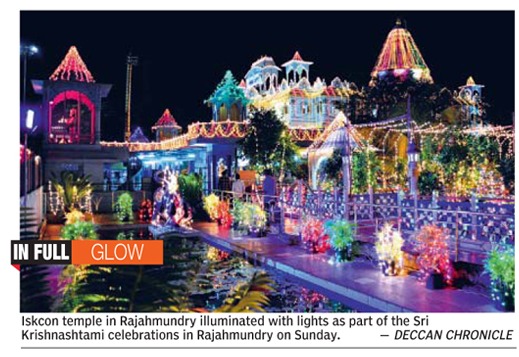 IN FULL GLOW
Iskcon temple in Rajahmundry illuminated with lights as part of the Sri
Krishnashtami celebrations in Rajahmundry on Sunday. — DECCAN CHRONICLE